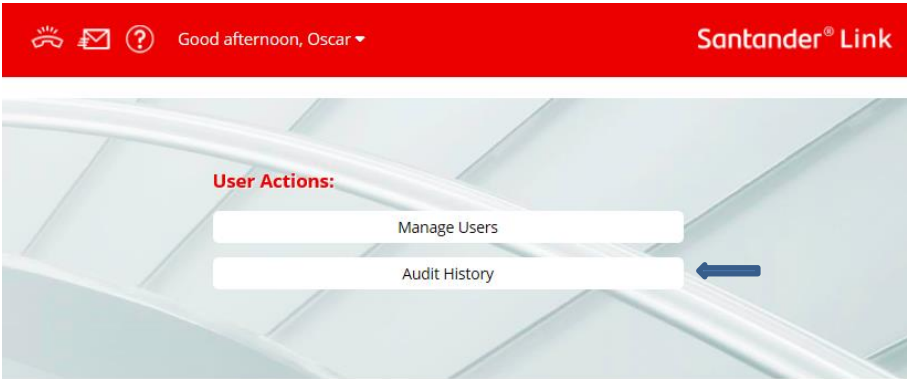 Good afternoon, Oscar
Santander® Link
User Actions:
Manage Users
Audit History